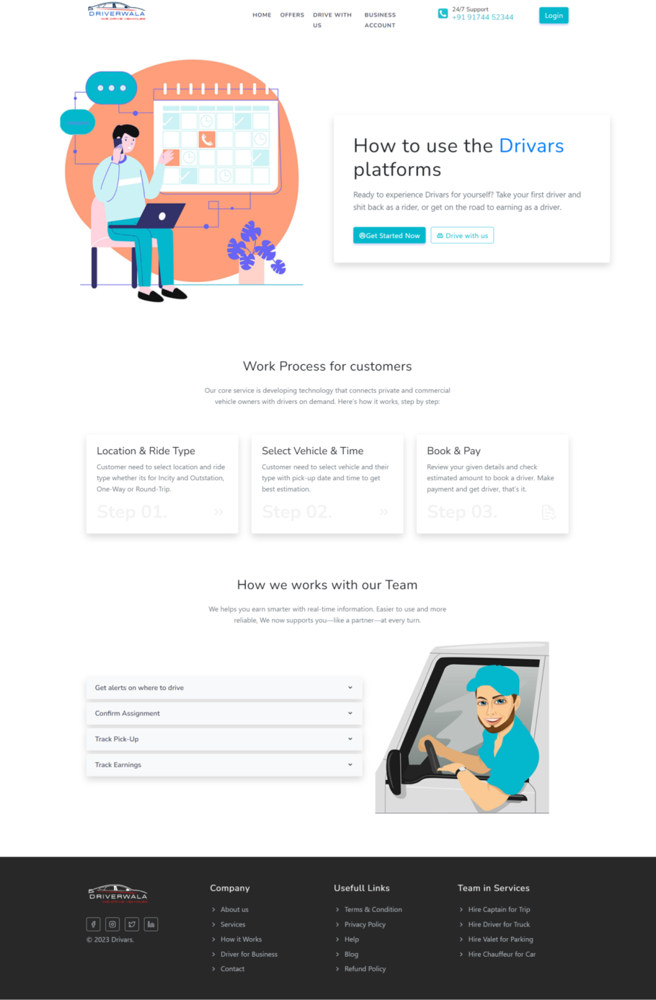 DRIVERWALA
WE DRIVE VEHICLES
HOME
OFFERS
DRIVE WITH
US
BUSINESS
ACCOUNT
24/7 Support
+91 91744 52344
Login
How to use the Drivars
platforms
Ready to experience Drivars for yourself? Take your first driver and
shit back as a rider, or get on the road to earning as a driver.
Get Started Now
Drive with us
Work Process for customers
Our core service is developing technology that connects private and commercial
vehicle owners with drivers on demand. Here's how it works, step by step:
Location & Ride Type
Customer need to select location and ride
type whether its for Incity and Outstation,
One-Way or Round-Trip.
Step 01.
Select Vehicle & Time
Customer need to select vehicle and their
type with pick-up date and time to get
best estimation.
Step 02.
Book & Pay
Review your given details and check
estimated amount to book a driver. Make
payment and get driver, that's it.
Step 03.
How we works with our Team
We helps you earn smarter with real-time information. Easier to use and more
reliable, We now supports you—like a partner—at every turn.
Get alerts on where to drive
Confirm Assignment
Track Pick-Up
Track Earnings
DRIVERWALA
WE DRIVE VEHICLES
© 2023 Drivars.
Company
About us
Services
How it Works
Driver for Business
Contact
Usefull Links
Terms & Condition
Privacy Policy
Help
Blog
Refund Policy
Team in Services
Hire Captain for Trip
Hire Driver for Truck
Hire Valet for Parking
Hire Chauffeur for Car